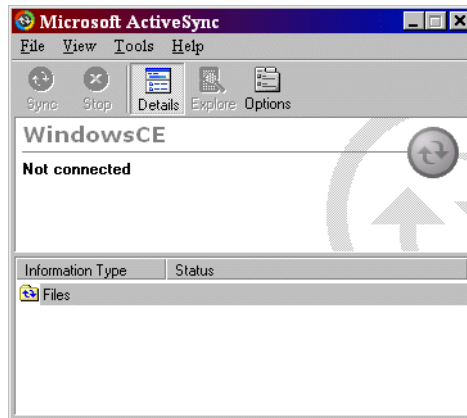 Microsoft ActiveSync
File View Tools Help
Sync Stop Details Explore Options
WindowsCE
Not connected
Information Type Status
Files